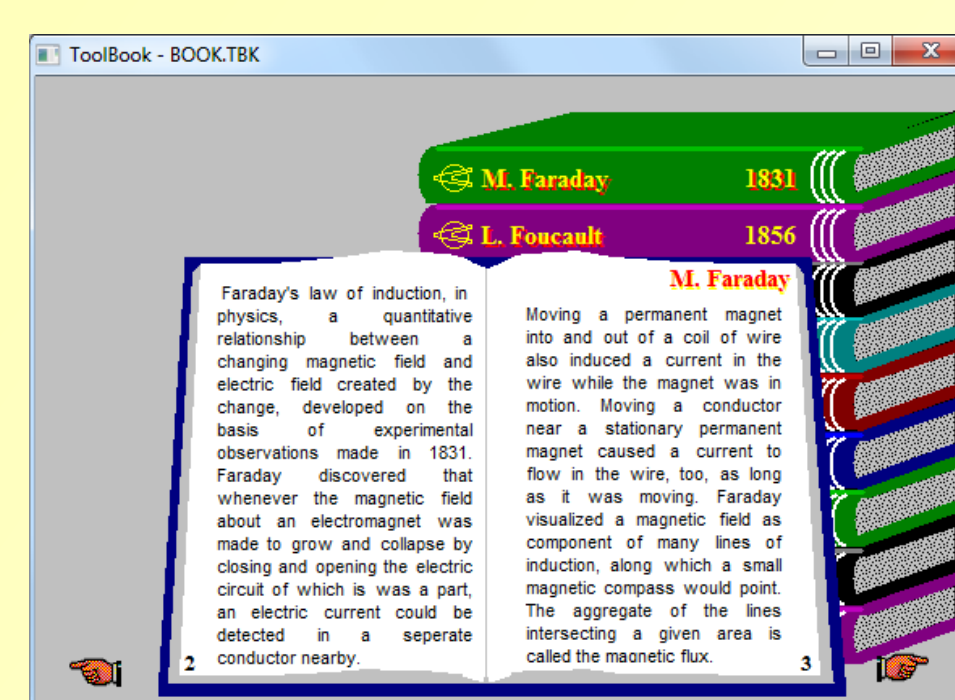 ToolBook - BOOK.TBK
M. Faraday 1831
L. Foucault 1856
Faraday's law of induction, in
physics, a quantitative
relationship between a
changing magnetic field and
electric field created by the
change, developed on the
basis of experimental
observations made in 1831.
Faraday discovered that
whenever the magnetic field
about an electromagnet was
made to grow and collapse by
closing and opening the electric
circuit of which is was a part,
an electric current could be
detected in a seperate
conductor nearby.
2
M. Faraday
Moving a permanent magnet
into and out of a coil of wire
also induced a current in the
wire while the magnet was in
motion. Moving a conductor
near a stationary permanent
magnet caused a current to
flow in the wire, too, as long
as it was moving. Faraday
visualized a magnetic field as
component of many lines of
induction, along which a small
magnetic compass would point.
The aggregate of the lines
intersecting a given area is
called the magnetic flux.
3